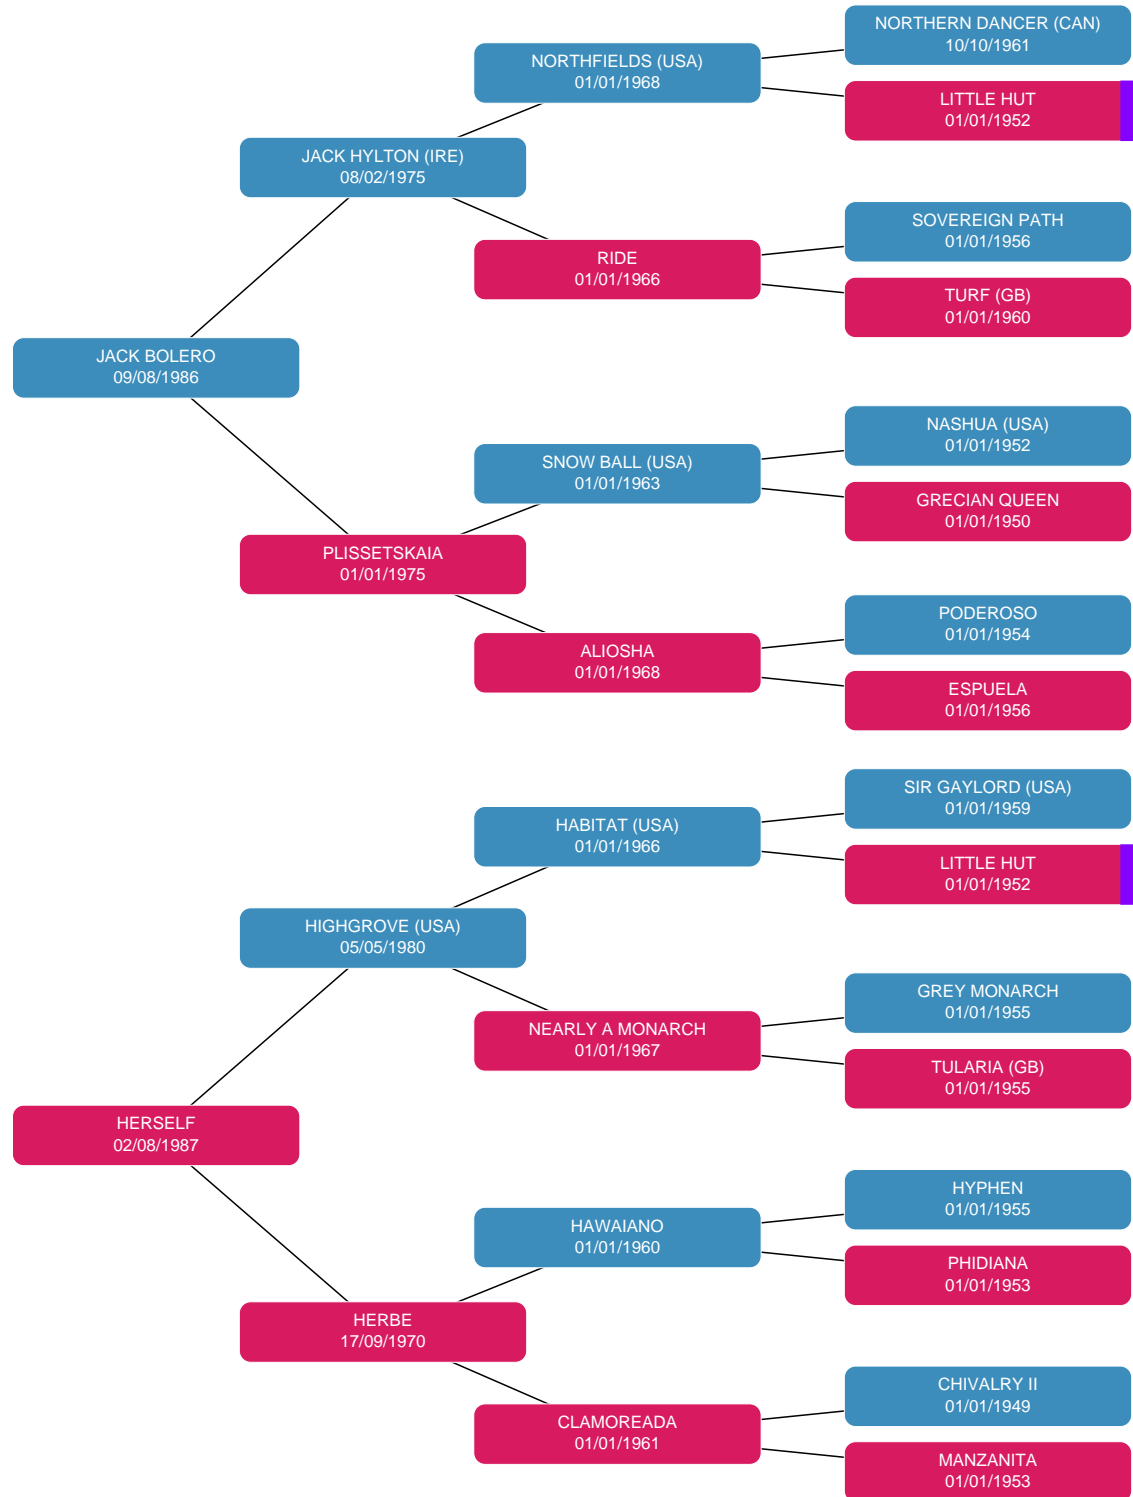 NORTHERN DANCER (CAN)
10/10/1961
NORTHFIELDS (USA)
01/01/1968
LITTLE HUT
01/01/1952
JACK HYLTON (IRE)
08/02/1975
SOVEREIGN PATH
01/01/1956
RIDE
01/01/1966
TURF (GB)
01/01/1960
JACK BOLERO
09/08/1986
NASHUA (USA)
01/01/1952
SNOW BALL (USA)
01/01/1963
GRECIAN QUEEN
01/01/1950
PLISSETSKAIA
01/01/1975
PODEROSO
01/01/1954
ALIOSHA
01/01/1968
ESPUELA
01/01/1956
SIR GAYLORD (USA)
01/01/1959
HABITAT (USA)
01/01/1966
LITTLE HUT
01/01/1952
HIGHGROVE (USA)
05/05/1980
GREY MONARCH
01/01/1955
NEARLY A MONARCH
01/01/1967
TULARIA (GB)
01/01/1955
HERSELF
02/08/1987
HYPHEN
01/01/1955
HAWAIANO
01/01/1960
PHIDIANA
01/01/1953
HERBE
17/09/1970
CHIVALRY II
01/01/1949
CLAMOREADA
01/01/1961
MANZANITA
01/01/1953